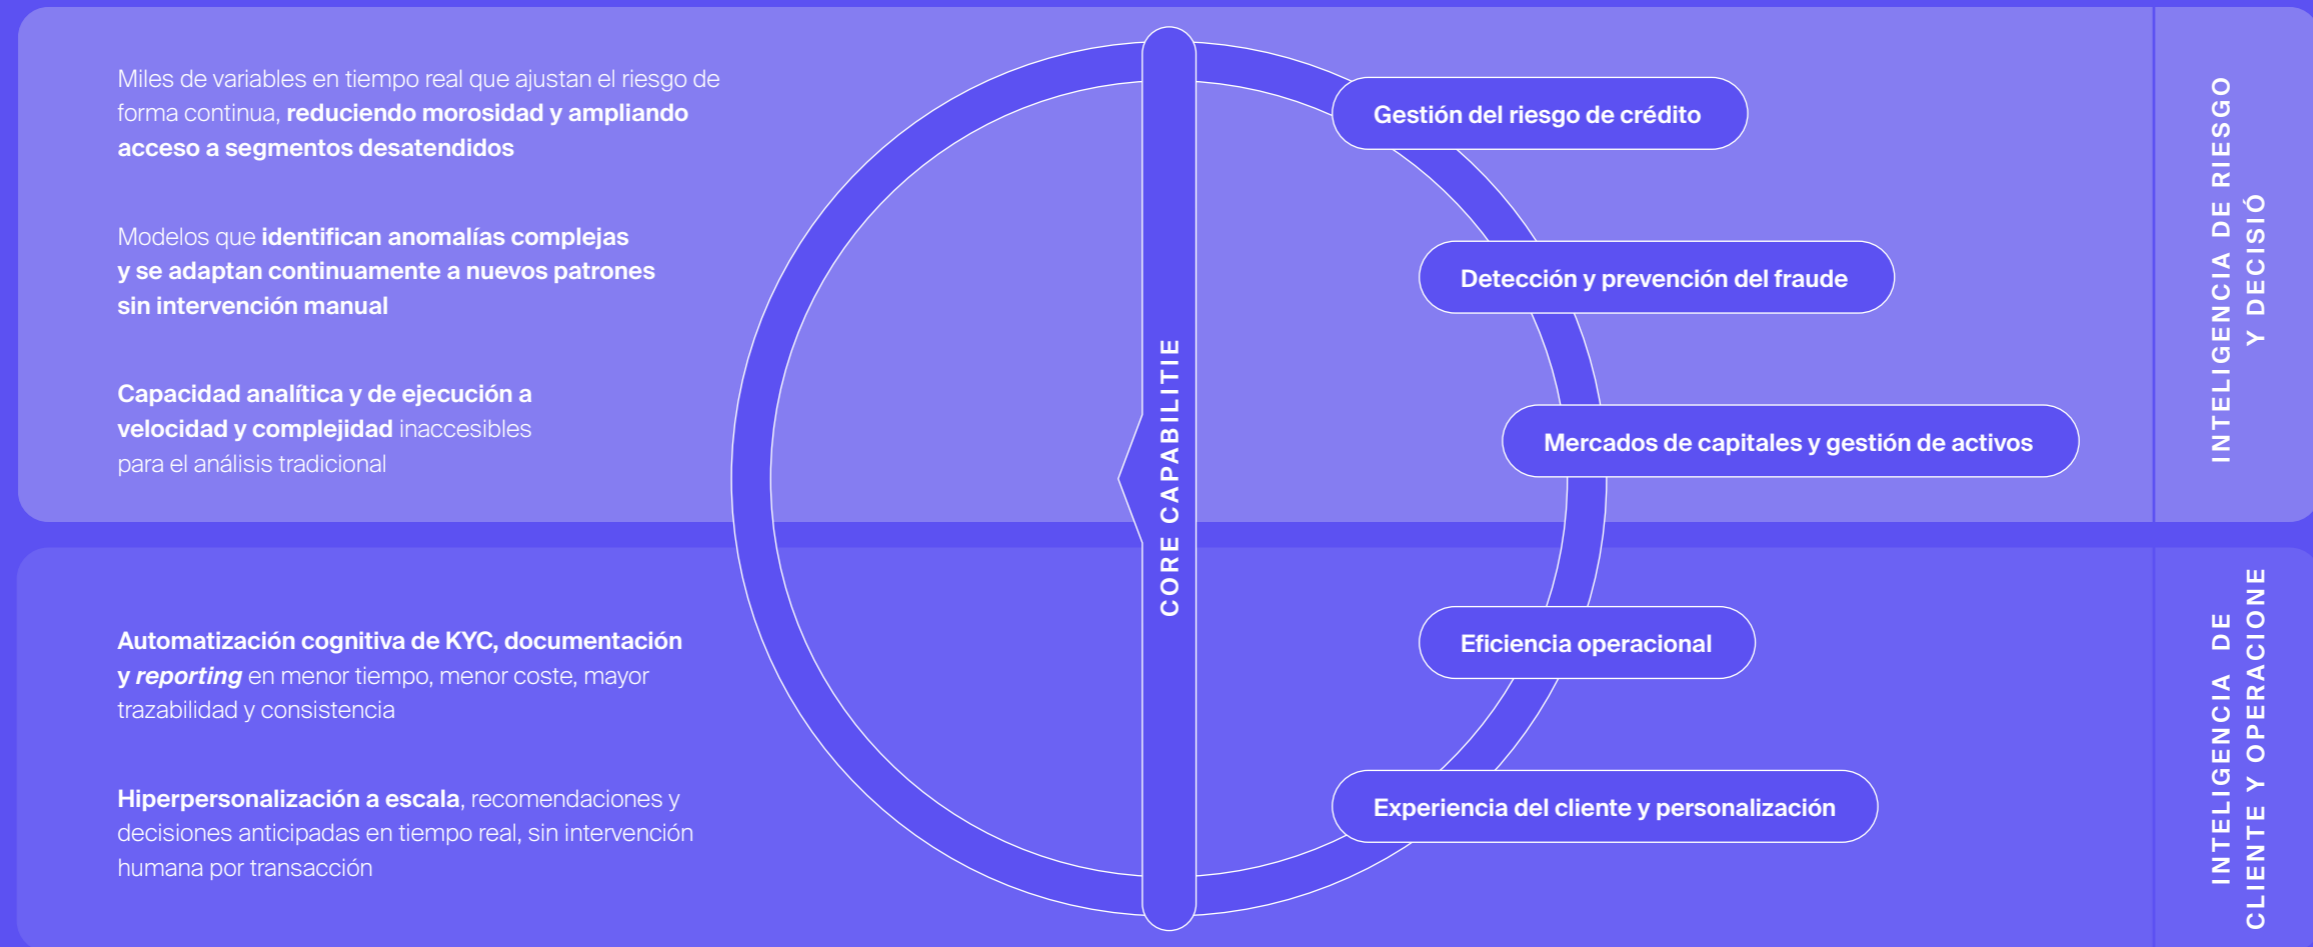 Miles de variables en tiempo real que ajustan el riesgo de
forma continua, reduciendo morosidad y ampliando
acceso a segmentos desatendidos
Modelos que identifican anomalías complejas
y se adaptan continuamente a nuevos patrones
sin intervención manual
Capacidad analítica y de ejecución a
velocidad y complejidad inaccesibles
para el análisis tradicional
Automatización cognitiva de KYC, documentación
y reporting en menor tiempo, menor coste, mayor
trazabilidad y consistencia
Hiperpersonalización a escala, recomendaciones y
decisiones anticipadas en tiempo real, sin intervención
humana por transacción
CORE CAPABILITIE
Gestión del riesgo de crédito
Detección y prevención del fraude
Mercados de capitales y gestión de activos
Eficiencia operacional
Experiencia del cliente y personalización
INTELIGENCIA DE RIESGO
Y DECISIÓ
INTELIGENCIA DE
CLIENTE Y OPERACIONE